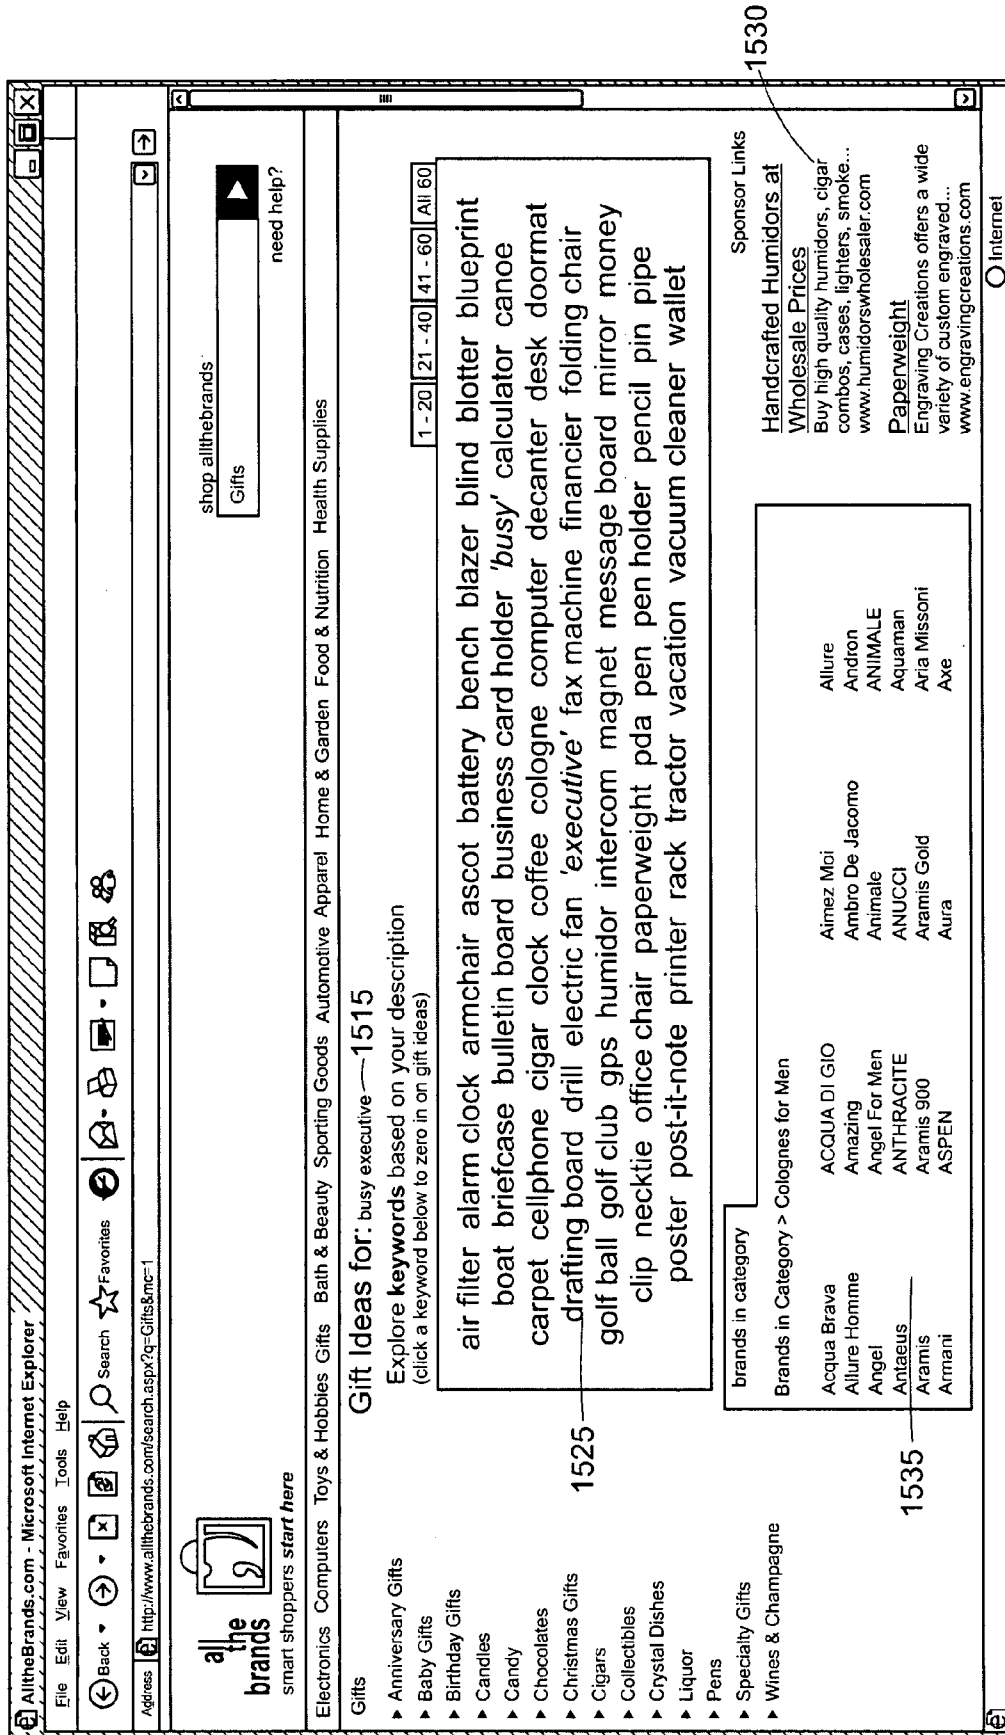 AlltheBrands.com - Microsoft Internet Explorer
File Edit View Favorites Tools Help
Back Search Favorites
Address http://www.allthebrands.com/search.aspx?q=Gifts&mc=1
all
the
brands
smart shoppers start here
shop allthebrands
Gifts
need help?
Electronics Computers Toys & Hobbies Gifts Bath & Beauty Sporting Goods Automotive Apparel Home & Garden Food & Nutrition Health Supplies
Gifts
Anniversary Gifts
Baby Gifts
Birthday Gifts
Candles
Candy
Chocolates
Christmas Gifts
Cigars
Collectibles
Crystal Dishes
Liquor
Pens
Specialty Gifts
Wines & Champagne
Gift Ideas for: busy executive 1515
Explore keywords based on your description
(click a keyword below to zero in on gift ideas)
1 - 20 21 - 40 41 - 60 All 60
air filter alarm clock armchair ascot battery bench blazer blind blotter blueprint
boat briefcase bulletin board business card holder 'busy' calculator canoe
carpet cellphone cigar clock coffee cologne computer decanter desk doormat
drafting board drill electric fan 'executive' fax machine financier folding chair
golf ball golf club gps humidor intercom magnet message board mirror money
clip necktie office chair paperweight pda pen pen holder pencil pin pipe
poster post-it-note printer rack tractor vacation vacuum cleaner wallet
1525
brands in category
Brands in Category > Colognes for Men
Acqua Brava ACQUA DI GIO Aimez Moi Allure
Allure Homme Amazing Ambro De Jacomo Andron
Angel Angel For Men Animale ANIMALE
Antaeus ANTHRACITE ANUCCI Aquaman
Aramis Aramis 900 Aramis Gold Aria Missoni
Armani ASPEN Aura Axe
1535
Sponsor Links
Handcrafted Humidors at
Wholesale Prices
Buy high quality humidors, cigar
combos, cases, lighters, smoke...
www.humidorswholesaler.com
1530
Paperweight
Engraving Creations offers a wide
variety of custom engraved...
www.engravingcreations.com
Internet